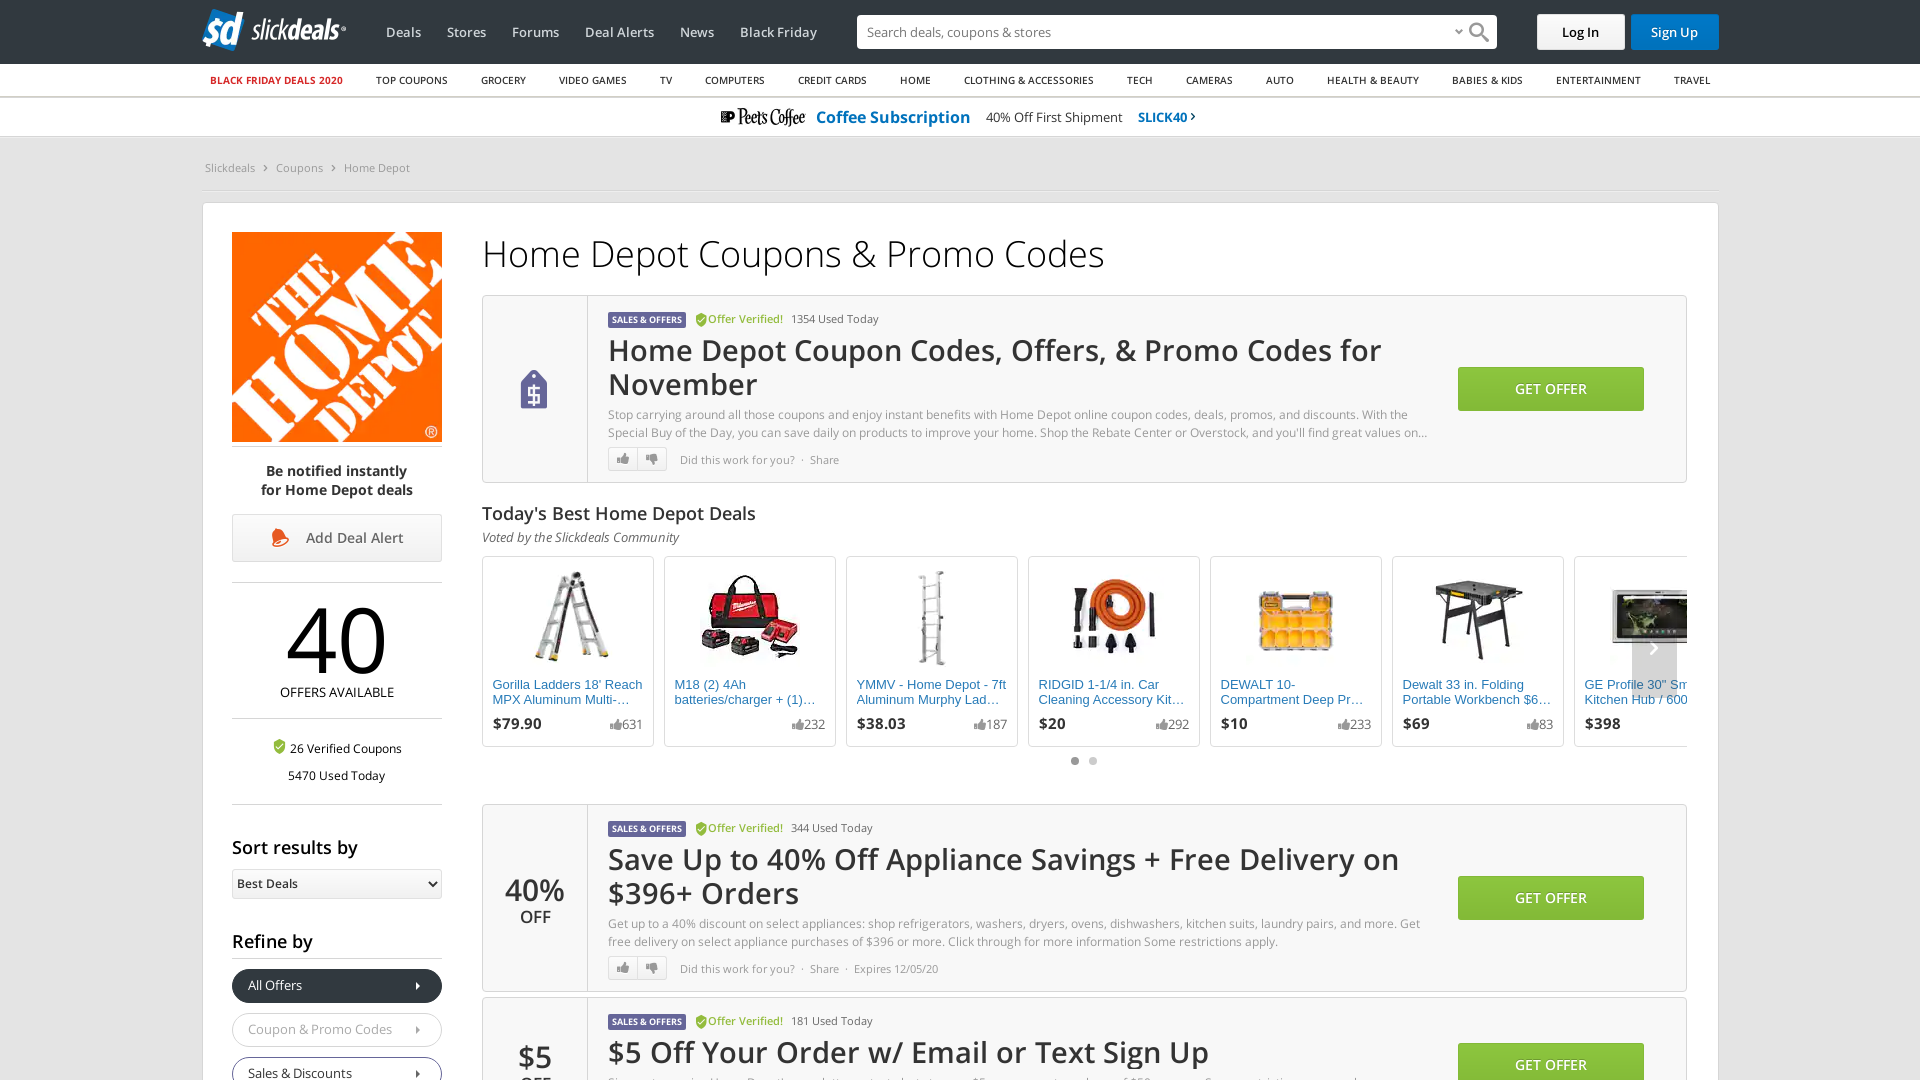 sd slickdeals
Deals Stores Forums Deal Alerts News Black Friday
Search deals, coupons & stores
Log In Sign Up
BLACK FRIDAY DEALS 2020 TOP COUPONS GROCERY VIDEO GAMES TV COMPUTERS CREDIT CARDS HOME CLOTHING & ACCESSORIES TECH CAMERAS AUTO HEALTH & BEAUTY BABIES & KIDS ENTERTAINMENT TRAVEL
Peet's Coffee Coffee Subscription 40% Off First Shipment SLICK40
Slickdeals Coupons Home Depot
THE HOME DEPOT ®
Be notified instantly
for Home Depot deals
Add Deal Alert
40
OFFERS AVAILABLE
26 Verified Coupons
5470 Used Today
Sort results by
Best Deals
Refine by
All Offers
Coupon & Promo Codes
Sales & Discounts
Home Depot Coupons & Promo Codes
SALES & OFFERS Offer Verified! 1354 Used Today
Home Depot Coupon Codes, Offers, & Promo Codes for
November
Stop carrying around all those coupons and enjoy instant benefits with Home Depot online coupon codes, deals, promos, and discounts. With the
Special Buy of the Day, you can save daily on products to improve your home. Shop the Rebate Center or Overstock, and you'll find great values on...
Did this work for you? · Share
GET OFFER
Today's Best Home Depot Deals
Voted by the Slickdeals Community
Gorilla Ladders 18' Reach
MPX Aluminum Multi-...
$79.90 631
M18 (2) 4Ah
batteries/charger + (1)...
232
YMMV - Home Depot - 7ft
Aluminum Murphy Lad...
$38.03 187
RIDGID 1-1/4 in. Car
Cleaning Accessory Kit...
$20 292
DEWALT 10-
Compartment Deep Pr...
$10 233
Dewalt 33 in. Folding
Portable Workbench $6...
$69 83
GE Profile 30" Sm
Kitchen Hub / 600
$398
40%
OFF
SALES & OFFERS Offer Verified! 344 Used Today
Save Up to 40% Off Appliance Savings + Free Delivery on
$396+ Orders
Get up to a 40% discount on select appliances: shop refrigerators, washers, dryers, ovens, dishwashers, kitchen suits, laundry pairs, and more. Get
free delivery on select appliance purchases of $396 or more. Click through for more information Some restrictions apply.
Did this work for you? · Share · Expires 12/05/20
GET OFFER
$5
SALES & OFFERS Offer Verified! 181 Used Today
$5 Off Your Order w/ Email or Text Sign Up
GET OFFER